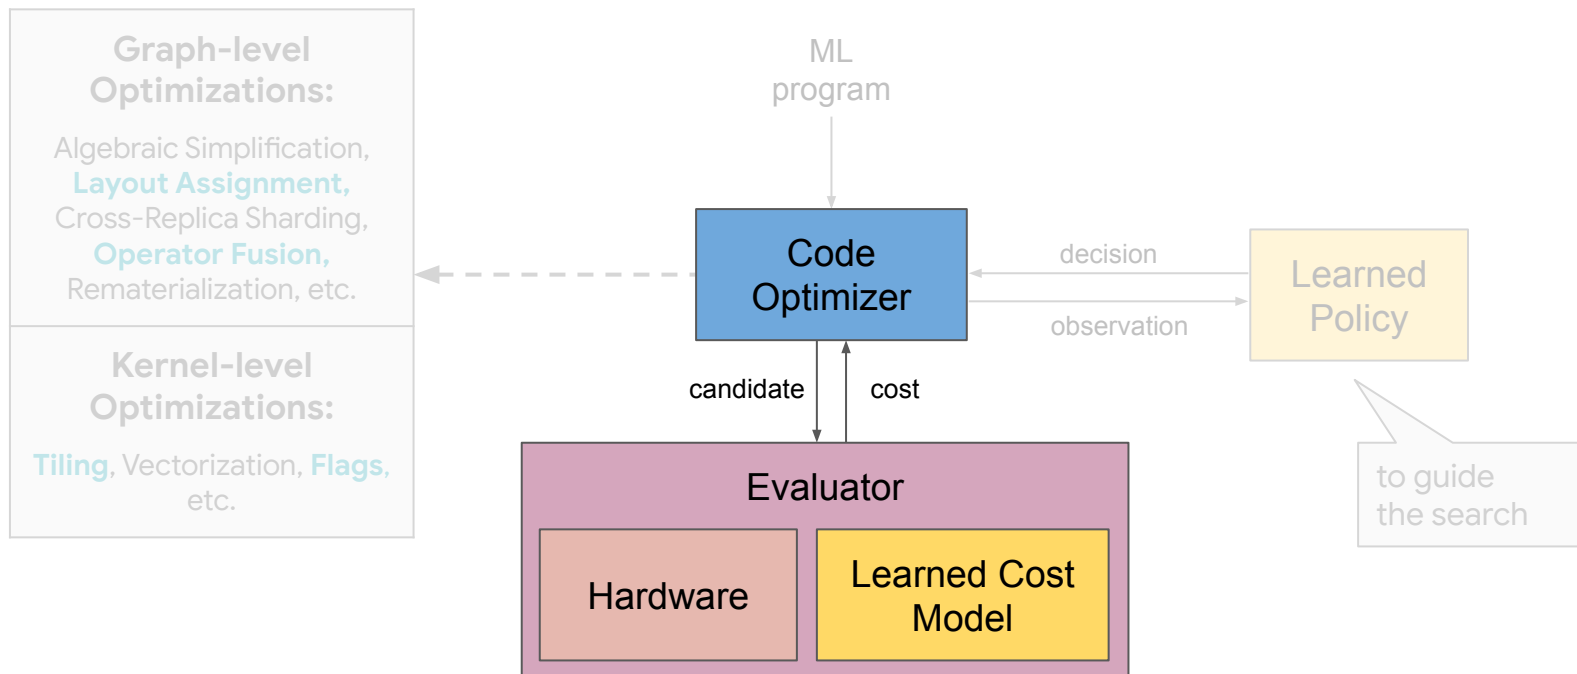 Graph-level
Optimizations:
Algebraic Simplification,
Layout Assignment,
Cross-Replica Sharding,
Operator Fusion,
Rematerialization, etc.
Kernel-level
Optimizations:
Tiling, Vectorization, Flags,
etc.
ML
program
Code
Optimizer
decision
observation
Learned
Policy
to guide
the search
candidate
cost
Evaluator
Hardware
Learned Cost
Model